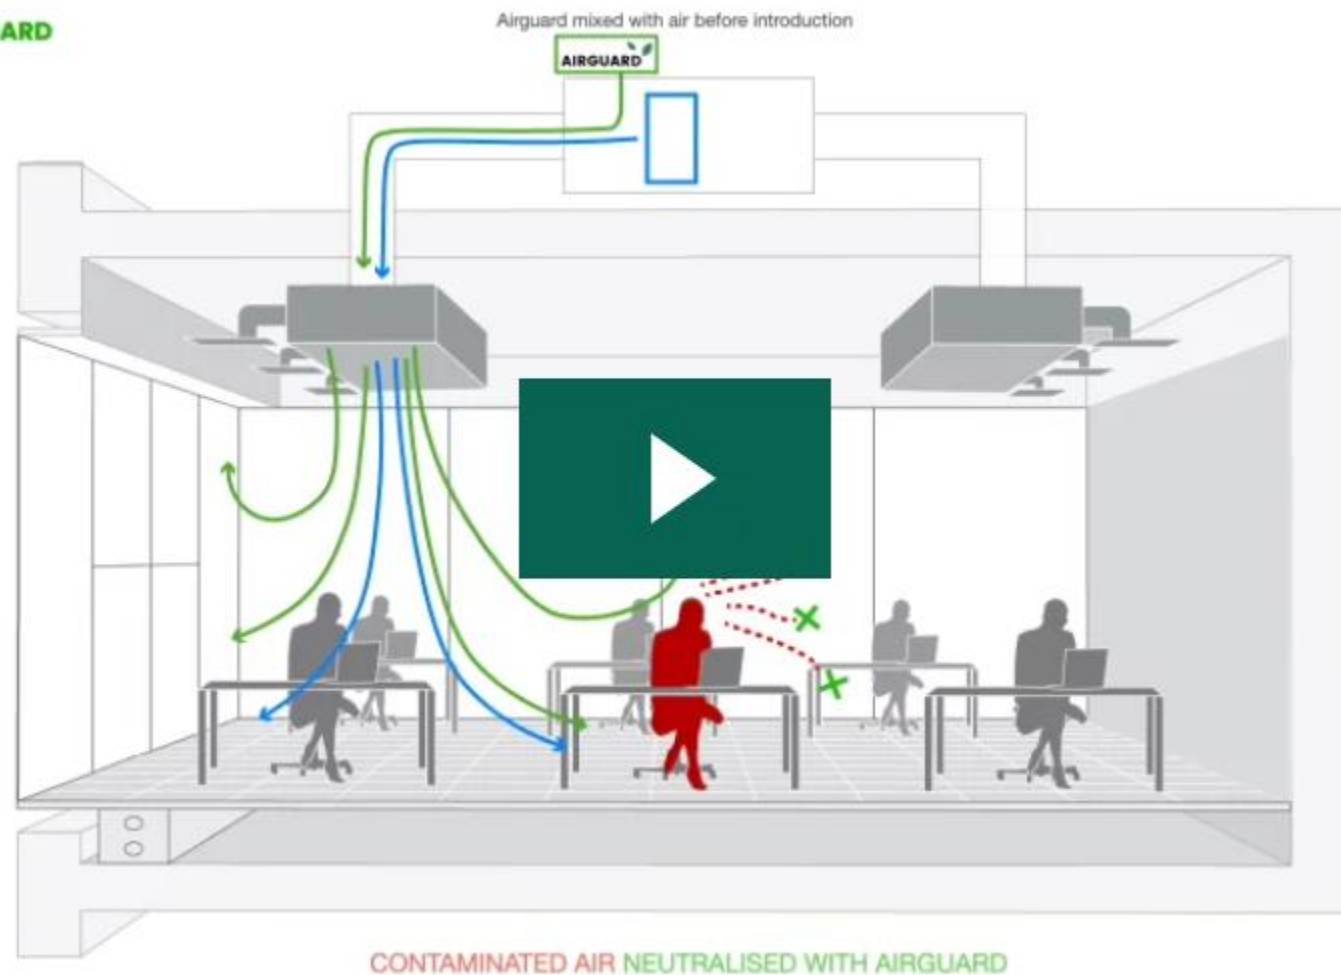 ARD
Airguard mixed with air before introduction
AIRGUARD
CONTAMINATED AIR NEUTRALISED WITH AIRGUARD